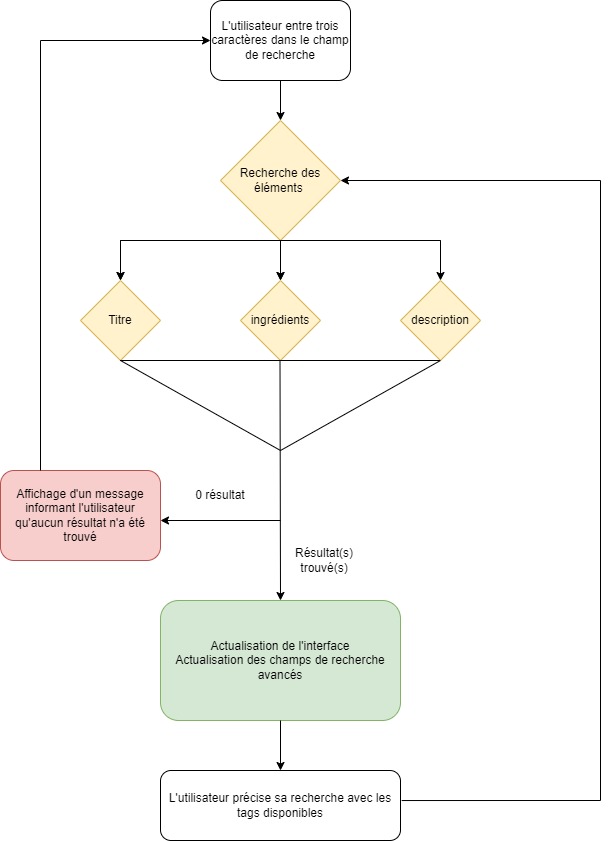 L'utilisateur entre trois
caractères dans le champ
de recherche
Recherche des
éléments
Titre
ingrédients
description
Affichage d'un message
informant l'utilisateur
qu'aucun résultat n'a été
trouvé
0 résultat
Résultat(s)
trouvé(s)
Actualisation de l'interface
Actualisation des champs de recherche
avancés
L'utilisateur précise sa recherche avec les
tags disponibles